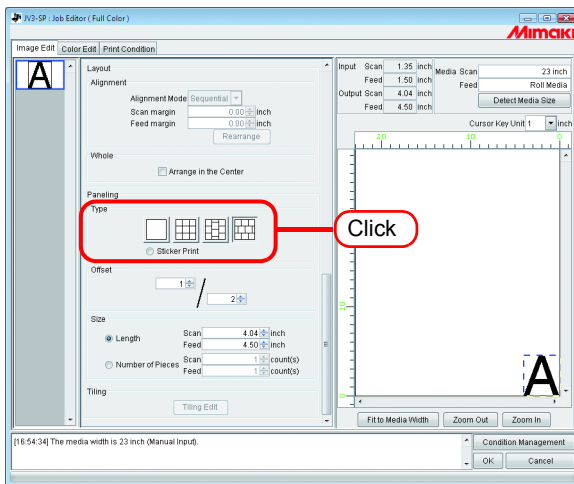 JV3-SP : Job Editor ( Full Color )
Mimaki
Image Edit Color Edit Print Condition
A
Layout
Alignment
Alignment Mode Sequential
Scan margin 0.00 inch
Feed margin 0.00 inch
Rearrange
Whole
Arrange in the Center
Paneling
Type
Sticker Print
Offset
1 / 2
Size
Length
Scan 4.04 inch
Feed 4.50 inch
Number of Pieces
Scan 1 count(s)
Feed 1 count(s)
Tiling
Tiling Edit
Click
Input Scan 1.35 inch
Feed 1.50 inch
Output Scan 4.04 inch
Feed 4.50 inch
Media Scan 23 inch
Feed Roll Media
Detect Media Size
Cursor Key Unit 1 inch
20 10 0
10
0
A
Fit to Media Width Zoom Out Zoom In
[16:54:34] The media width is 23 inch (Manual Input).
Condition Management
OK Cancel